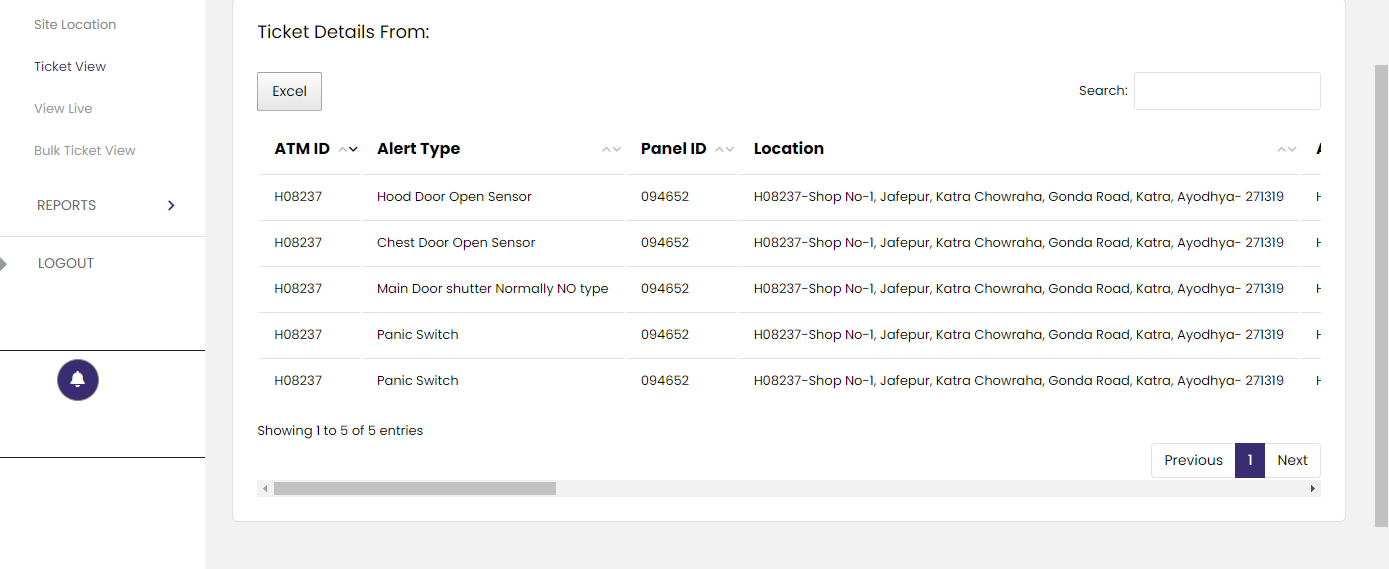 Site Location
Ticket View
View Live
Bulk Ticket View
REPORTS
LOGOUT
Ticket Details From:
Excel
Search:
ATM ID Alert Type Panel ID Location
H08237 Hood Door Open Sensor 094652 H08237-Shop No-1, Jafepur, Katra Chowraha, Gonda Road, Katra, Ayodhya- 271319
H08237 Chest Door Open Sensor 094652 H08237-Shop No-1, Jafepur, Katra Chowraha, Gonda Road, Katra, Ayodhya- 271319
H08237 Main Door shutter Normally NO type 094652 H08237-Shop No-1, Jafepur, Katra Chowraha, Gonda Road, Katra, Ayodhya- 271319
H08237 Panic Switch 094652 H08237-Shop No-1, Jafepur, Katra Chowraha, Gonda Road, Katra, Ayodhya- 271319
H08237 Panic Switch 094652 H08237-Shop No-1, Jafepur, Katra Chowraha, Gonda Road, Katra, Ayodhya- 271319
Showing 1 to 5 of 5 entries
Previous 1 Next